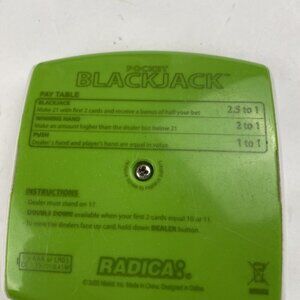 POCKET
BLACKJACK™
PAY TABLE
BLACKJACK
Make 21 with first 2 cards and receive a bonus of half your bet 2.5 to 1
WINNING HAND
Make an amount higher than the dealer but below 21 2 to 1
PUSH
Dealer's hand and player's hand are equal in value. 1 to 1
INSTRUCTIONS
Dealer must stand on 17.
DOUBLE DOWN available when your first 2 cards equal 10 or 11.
To view the dealers face up card, hold down DEALER button.
RADICA:
Made in China.